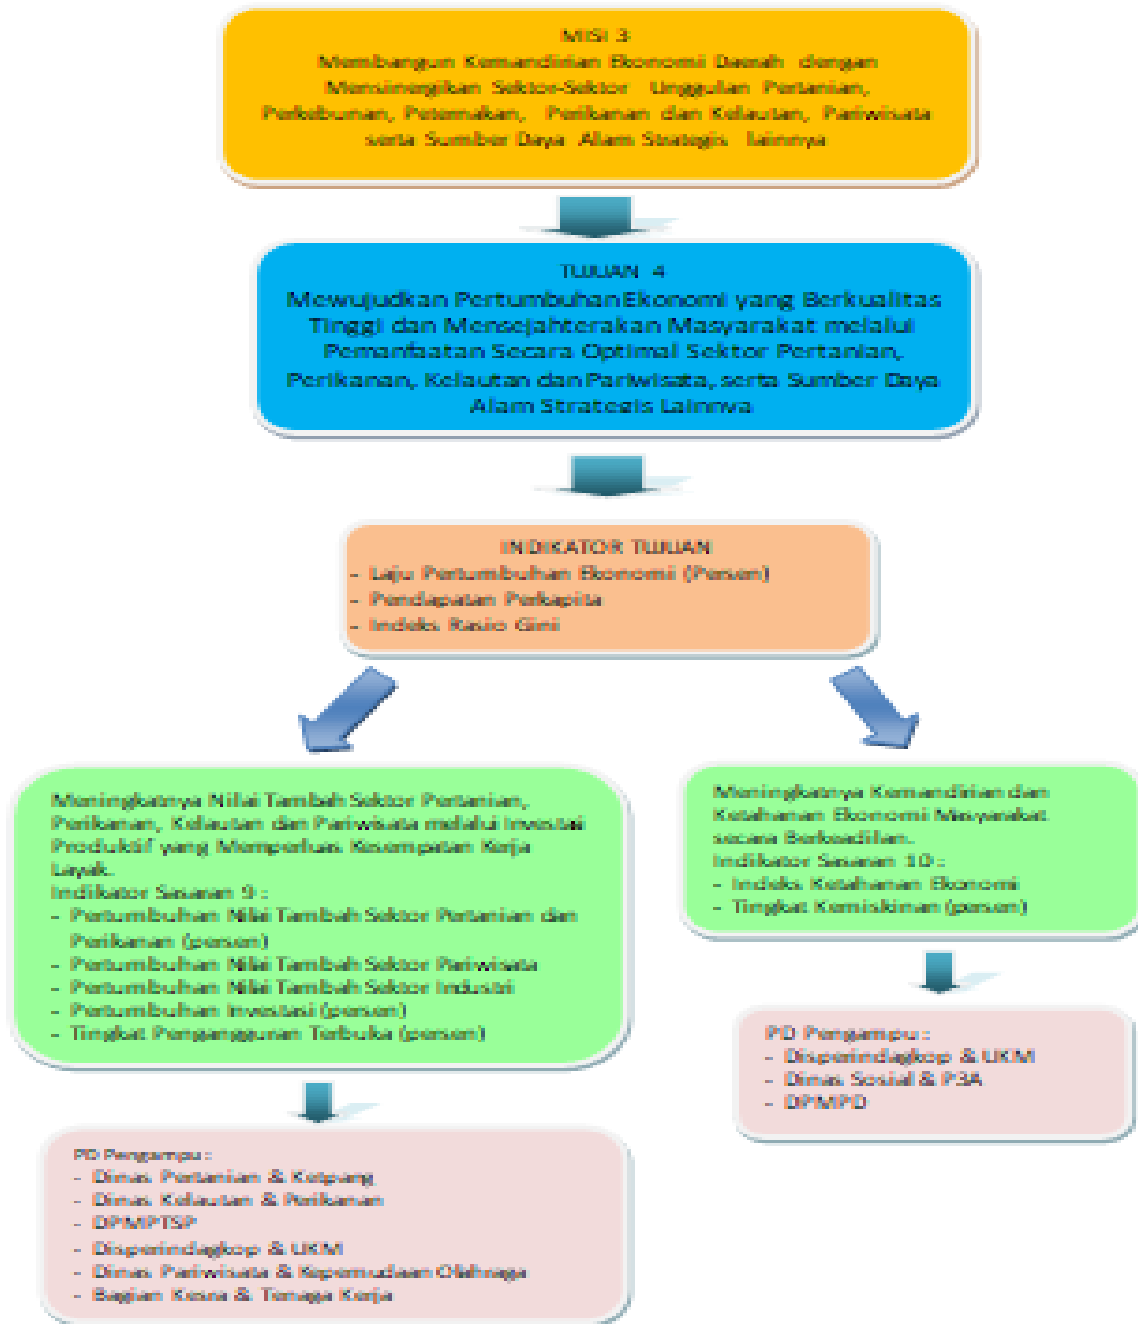 MISI 3
Membangun Kemandirian Ekonomi Daerah dengan
Mensinergikan Sektor-Sektor Unggulan Pertanian,
Perkebunan, Peternakan, Perikanan dan Kelautan, Pariwisata
serta Sumber Daya Alam Strategis lainnya
TUJUAN 4
Mewujudkan Pertumbuhan Ekonomi yang Berkualitas
Tinggi dan Mensejahterakan Masyarakat melalui
Pemanfaatan Secara Optimal Sektor Pertanian,
Perikanan, Kelautan dan Pariwisata, serta Sumber Daya
Alam Strategis Lainnya
INDIKATOR TUJUAN
- Laju Pertumbuhan Ekonomi (Persen)
- Pendapatan Perkapita
- Indeks Rasio Gini
Meningkatnya Nilai Tambah Sektor Pertanian,
Perikanan, Kelautan dan Pariwisata melalui Investasi
Produktif yang Memperluas Kesempatan Kerja
Layak.
Indikator Sasaran 9 :
- Pertumbuhan Nilai Tambah Sektor Pertanian dan
Perikanan (persen)
- Pertumbuhan Nilai Tambah Sektor Pariwisata
- Pertumbuhan Nilai Tambah Sektor Industri
- Pertumbuhan Investasi (persen)
- Tingkat Pengangguran Terbuka (persen)
PD Pengampu :
- Dinas Pertanian & Ketpang
- Dinas Kelautan & Perikanan
- DPMPTSP
- Disperindagkop & UKM
- Dinas Pariwisata & Kepemudaan Olahraga
- Bagian Kesra & Tenaga Kerja
Meningkatnya Kemandirian dan
Ketahanan Ekonomi Masyarakat
secara Berkeadilan.
Indikator Sasaran 10 :
- Indeks Ketahanan Ekonomi
- Tingkat Kemiskinan (persen)
PD Pengampu :
- Disperindagkop & UKM
- Dinas Sosial & P3A
- DPMPD